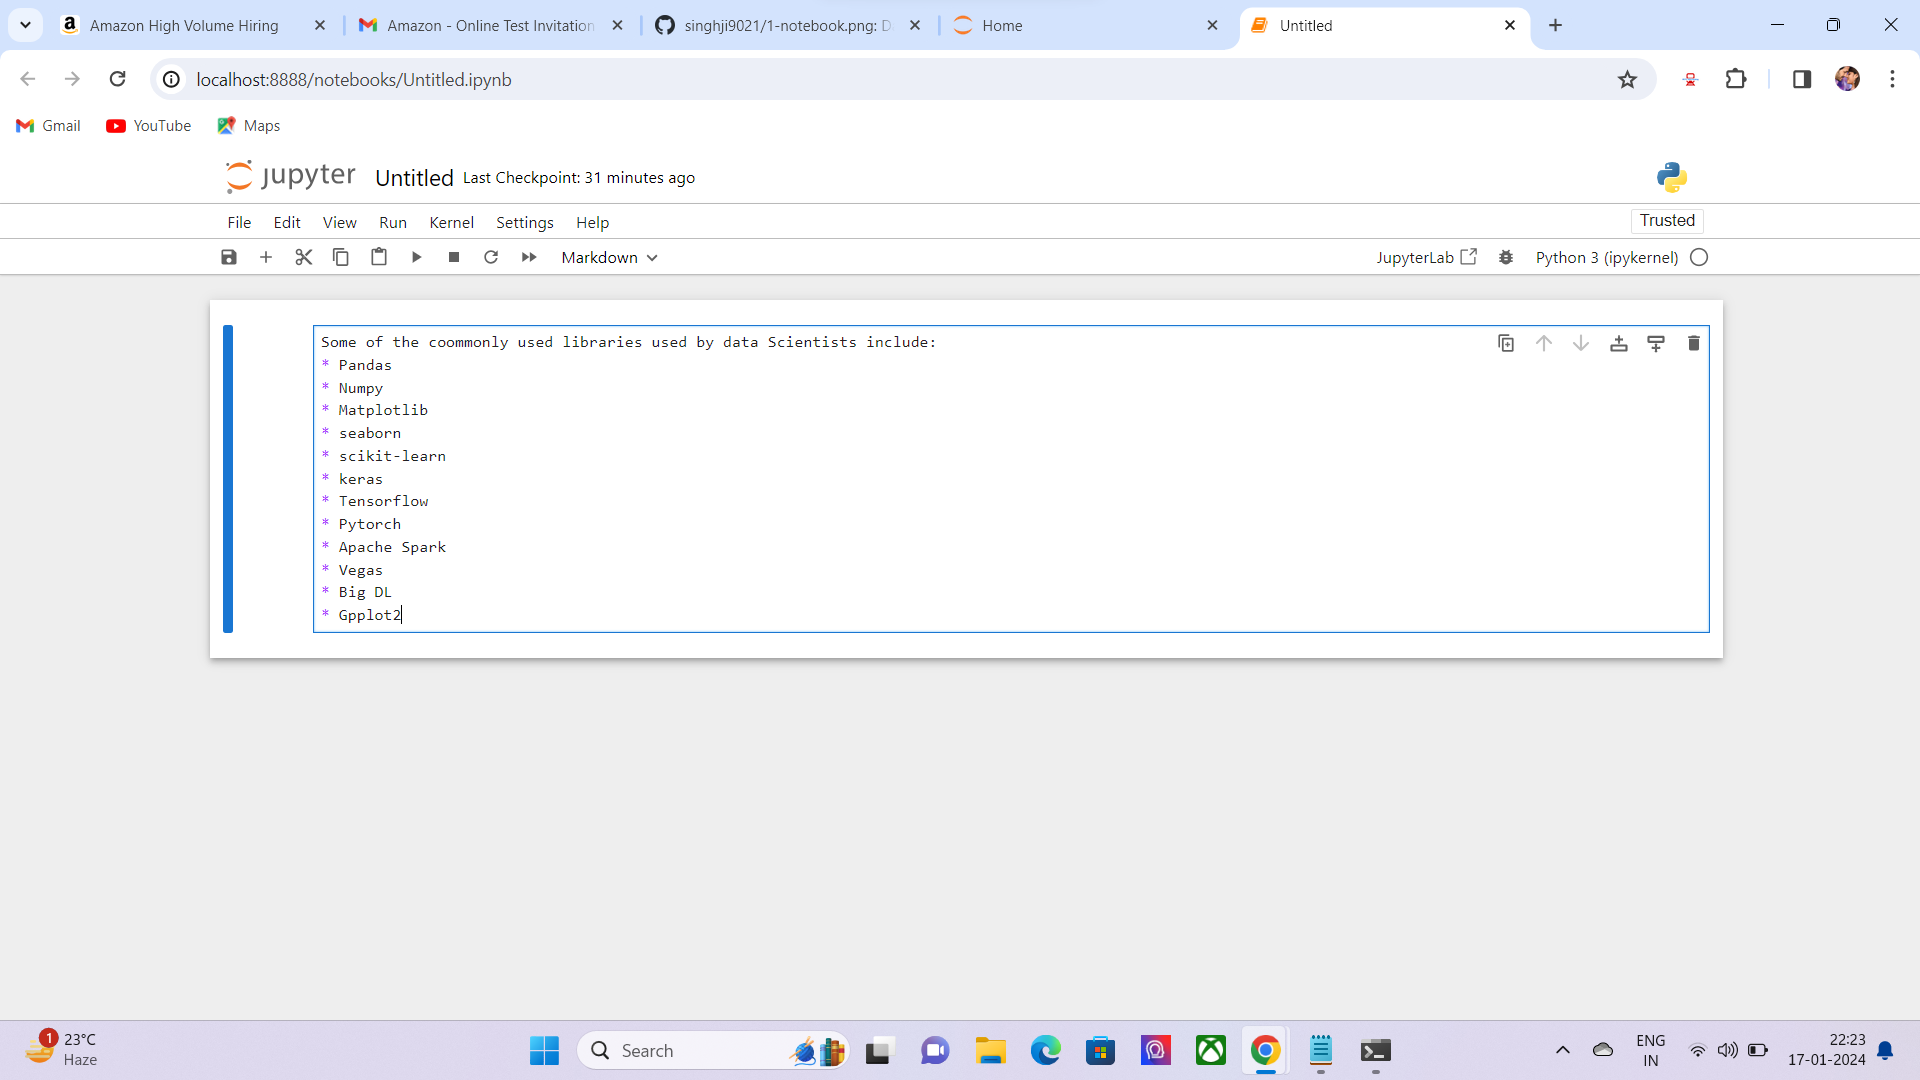 Amazon High Volume Hiring
Amazon - Online Test Invitation
singhji9021/1-notebook.png: D
Home
Untitled
localhost:8888/notebooks/Untitled.ipynb
Gmail
YouTube
Maps
jupyter Untitled Last Checkpoint: 31 minutes ago
File Edit View Run Kernel Settings Help
Trusted
Markdown
JupyterLab
Python 3 (ipykernel)
Some of the coommonly used libraries used by data Scientists include:
* Pandas
* Numpy
* Matplotlib
* seaborn
* scikit-learn
* keras
* Tensorflow
* Pytorch
* Apache Spark
* Vegas
* Big DL
* Gpplot2
1
23°C
Haze
Search
ENG
IN
22:23
17-01-2024